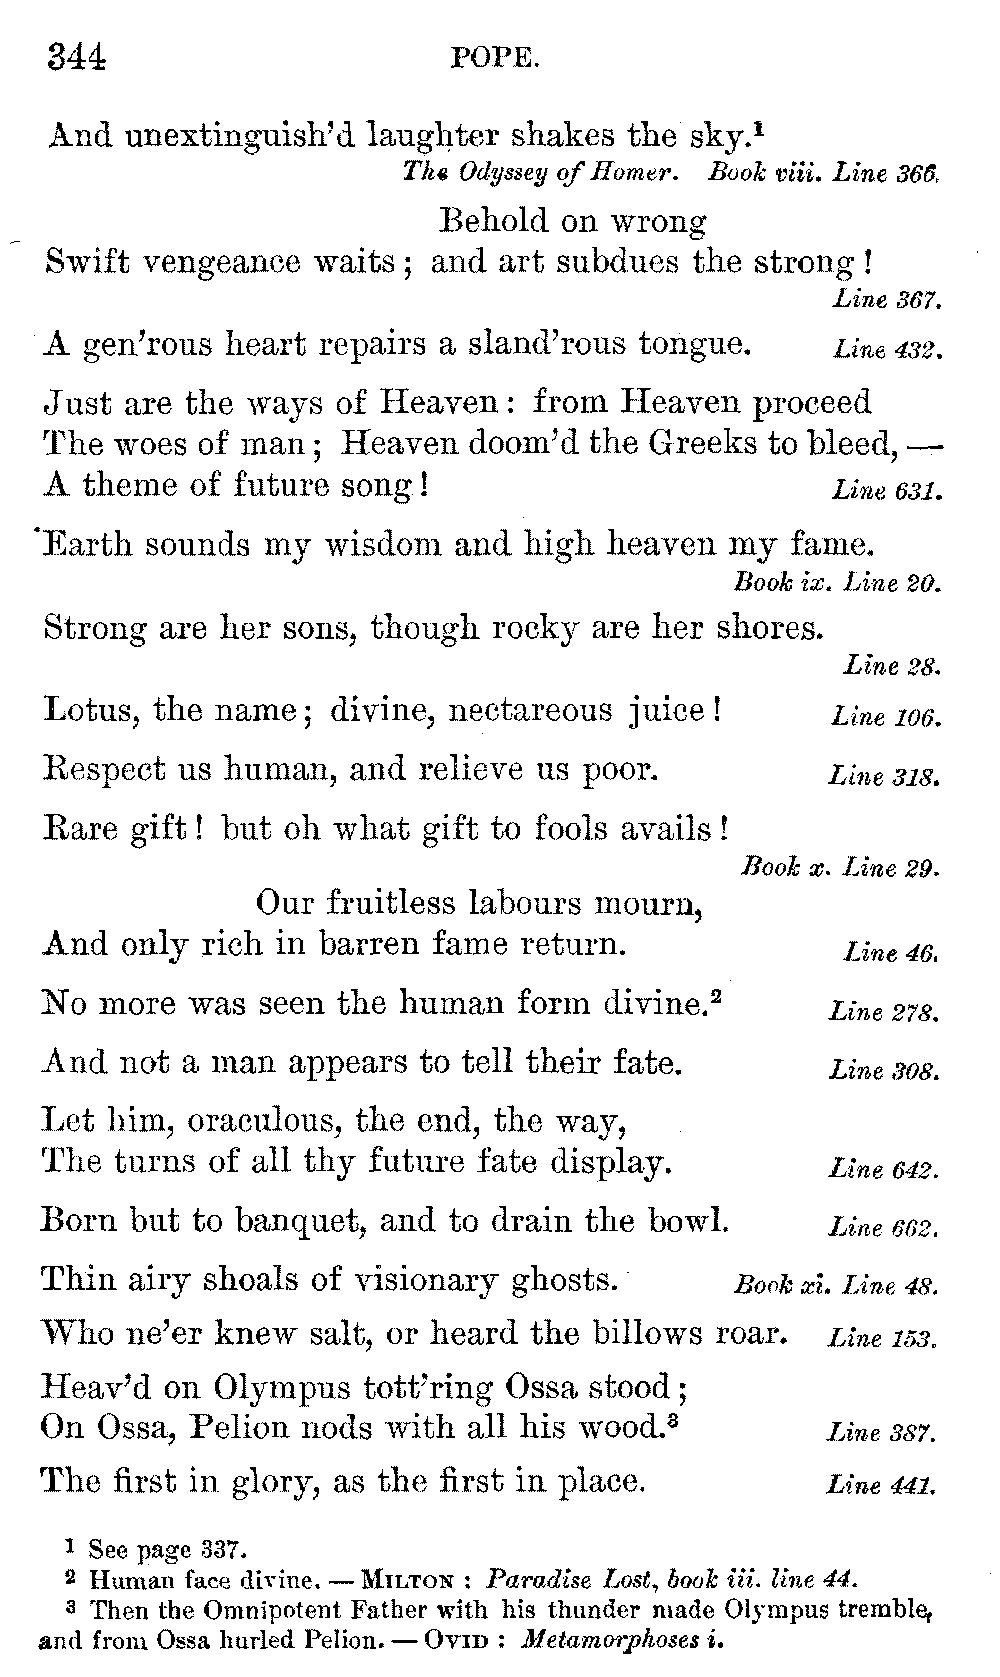 344 POPE.
And unextinguish'd laughter shakes the sky.¹
The Odyssey of Homer. Book viii. Line 366.
Behold on wrong
Swift vengeance waits; and art subdues the strong!
Line 367.
A gen'rous heart repairs a sland'rous tongue. Line 432.
Just are the ways of Heaven: from Heaven proceed
The woes of man; Heaven doom'd the Greeks to bleed, —
A theme of future song! Line 631.
Earth sounds my wisdom and high heaven my fame.
Book ix. Line 20.
Strong are her sons, though rocky are her shores.
Line 28.
Lotus, the name; divine, nectareous juice! Line 106.
Respect us human, and relieve us poor. Line 318.
Rare gift! but oh what gift to fools avails!
Book x. Line 29.
Our fruitless labours mourn,
And only rich in barren fame return. Line 46.
No more was seen the human form divine.² Line 278.
And not a man appears to tell their fate. Line 308.
Let him, oraculous, the end, the way,
The turns of all thy future fate display. Line 642.
Born but to banquet, and to drain the bowl. Line 662.
Thin airy shoals of visionary ghosts. Book xi. Line 48.
Who ne'er knew salt, or heard the billows roar. Line 153.
Heav'd on Olympus tott'ring Ossa stood;
On Ossa, Pelion nods with all his wood.³ Line 387.
The first in glory, as the first in place. Line 441.
¹ See page 337.
² Human face divine. — MILTON: Paradise Lost, book iii. line 44.
³ Then the Omnipotent Father with his thunder made Olympus tremble,
and from Ossa hurled Pelion. — OVID: Metamorphoses i.